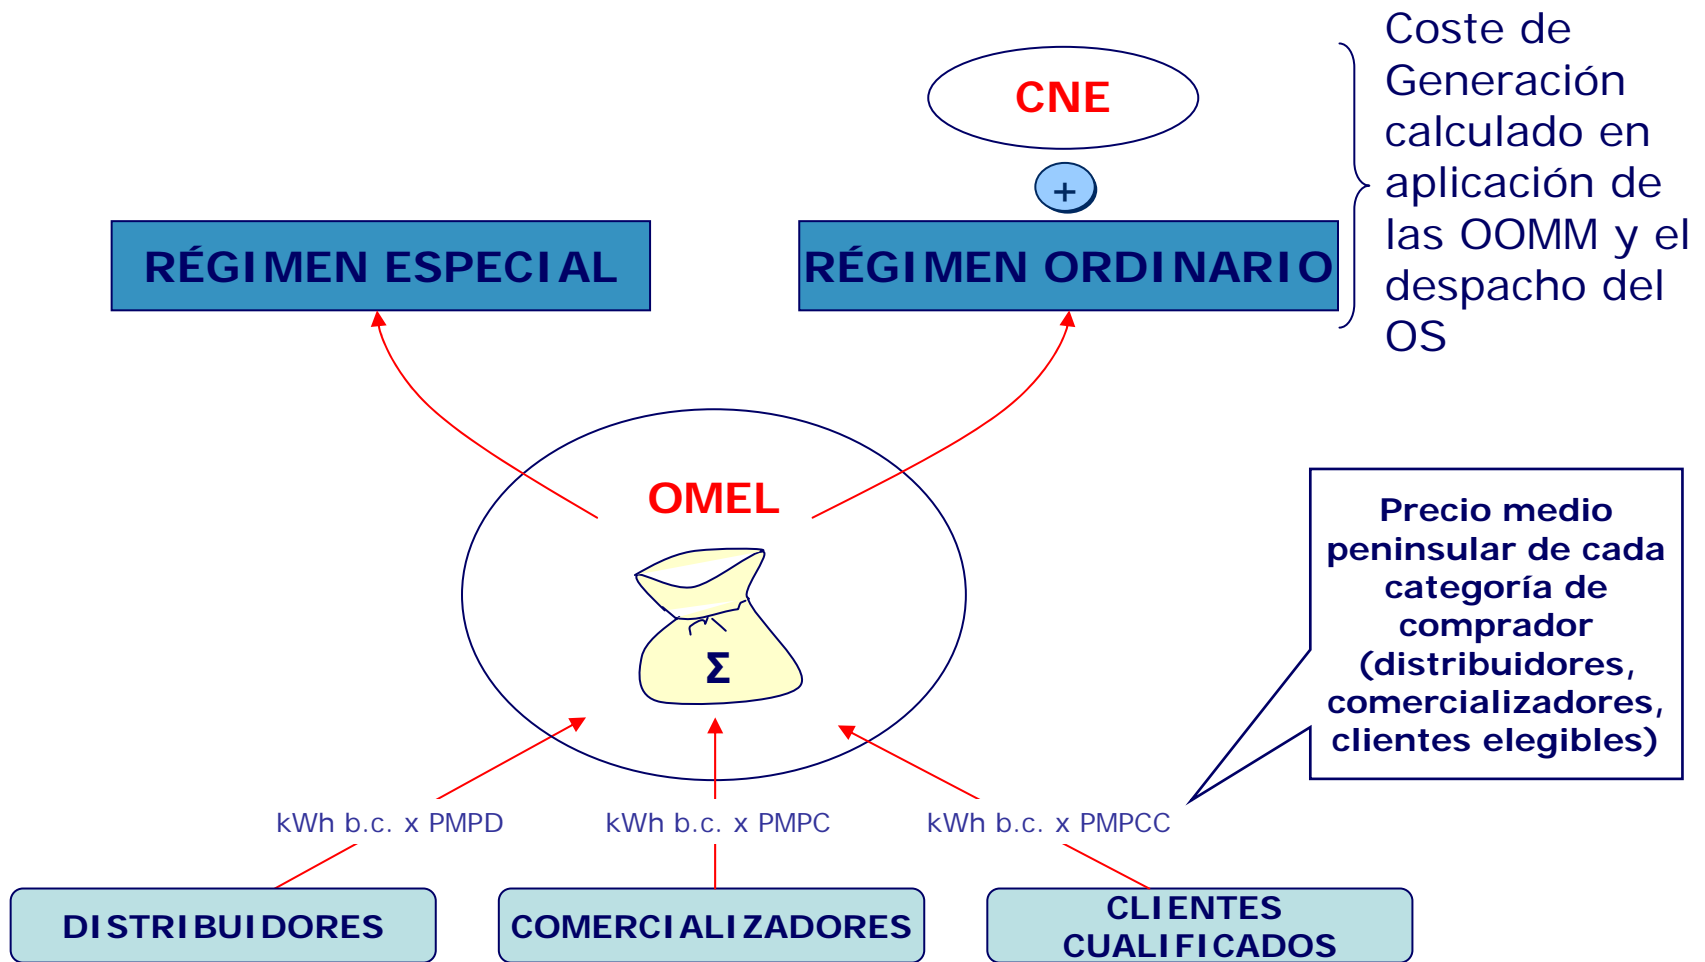 Coste de
Generación
calculado en
aplicación de
las OOMM y el
despacho del
OS
CNE
+
RÉGIMEN ESPECIAL
RÉGIMEN ORDINARIO
OMEL
Σ
Precio medio
peninsular de cada
categoría de
comprador
(distribuidores,
comercializadores,
clientes elegibles)
kWh b.c. x PMPD
kWh b.c. x PMPC
kWh b.c. x PMPCC
DISTRIBUIDORES
COMERCIALIZADORES
CLIENTES
CUALIFICADOS